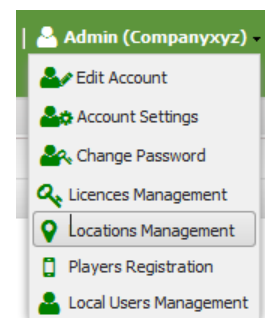 | Admin (Companyxyz)
Edit Account
Account Settings
Change Password
Licences Management
Locations Management
Players Registration
Local Users Management